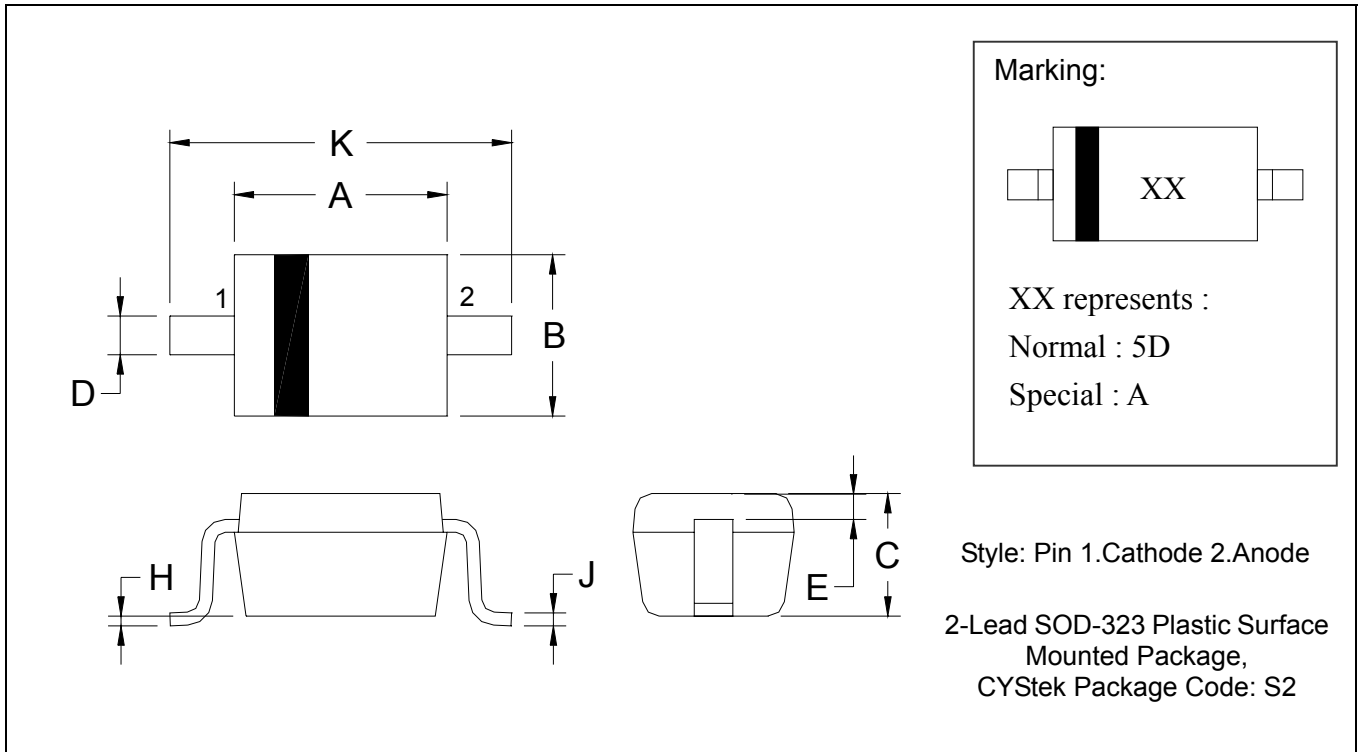 K
A
1
2
B
D
H
J
E
C
Marking:
XX
XX represents :
Normal : 5D
Special : A
Style: Pin 1.Cathode 2.Anode
2-Lead SOD-323 Plastic Surface
Mounted Package,
CYStek Package Code: S2